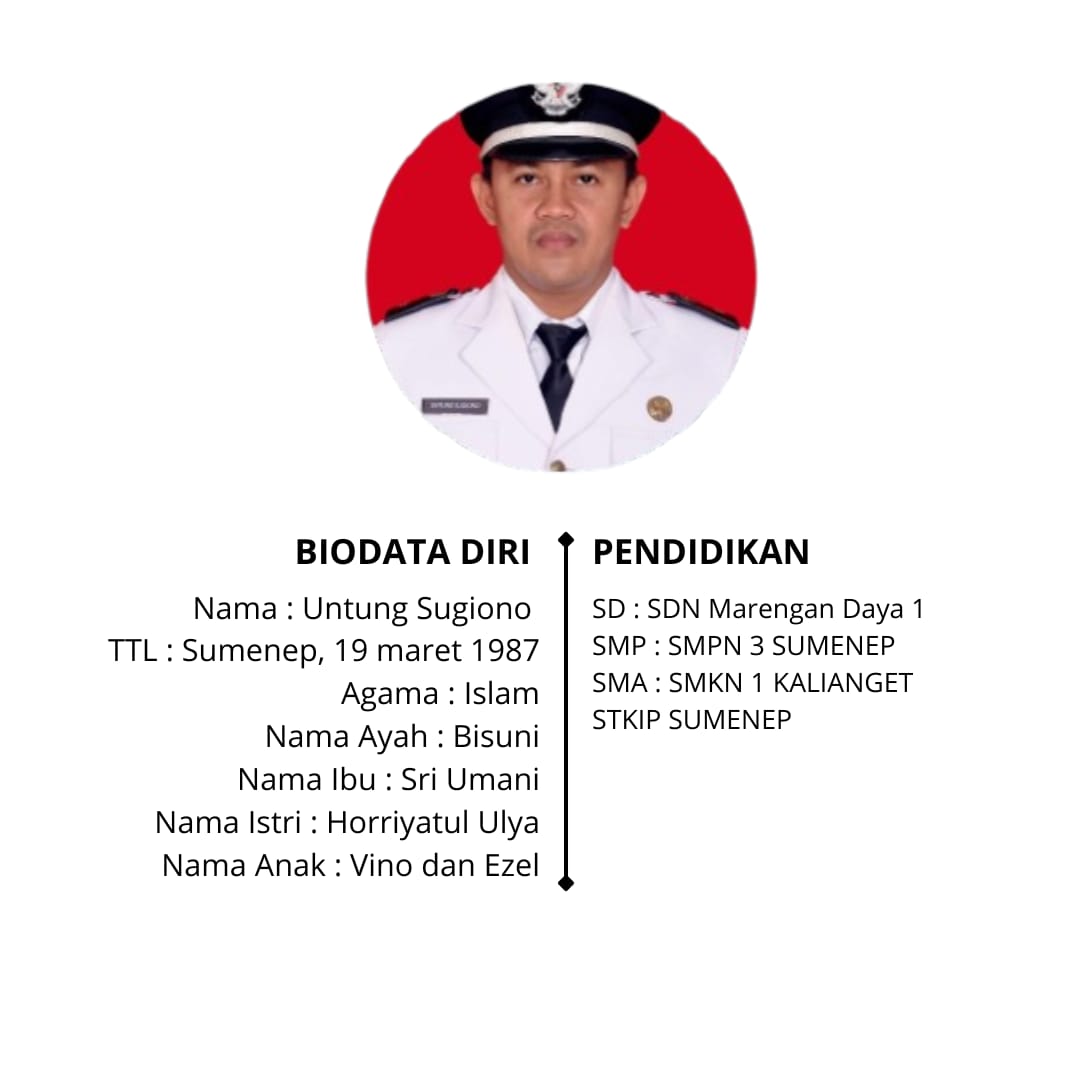 BIODATA DIRI
Nama : Untung Sugiono
TTL : Sumenep, 19 maret 1987
Agama : Islam
Nama Ayah : Bisuni
Nama Ibu : Sri Umani
Nama Istri : Horriyatul Ulya
Nama Anak : Vino dan Ezel
PENDIDIKAN
SD : SDN Marengan Daya 1
SMP : SMPN 3 SUMENEP
SMA : SMKN 1 KALIANGET
STKIP SUMENEP